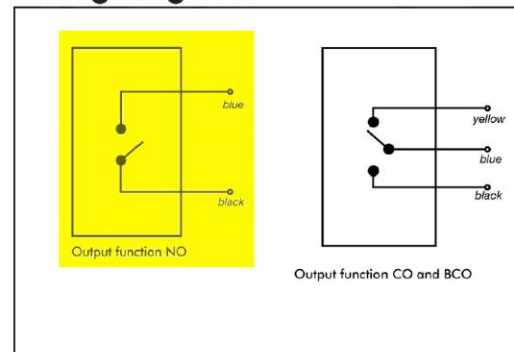 blue
black
Output function NO
yellow
blue
black
Output function CO and BCO